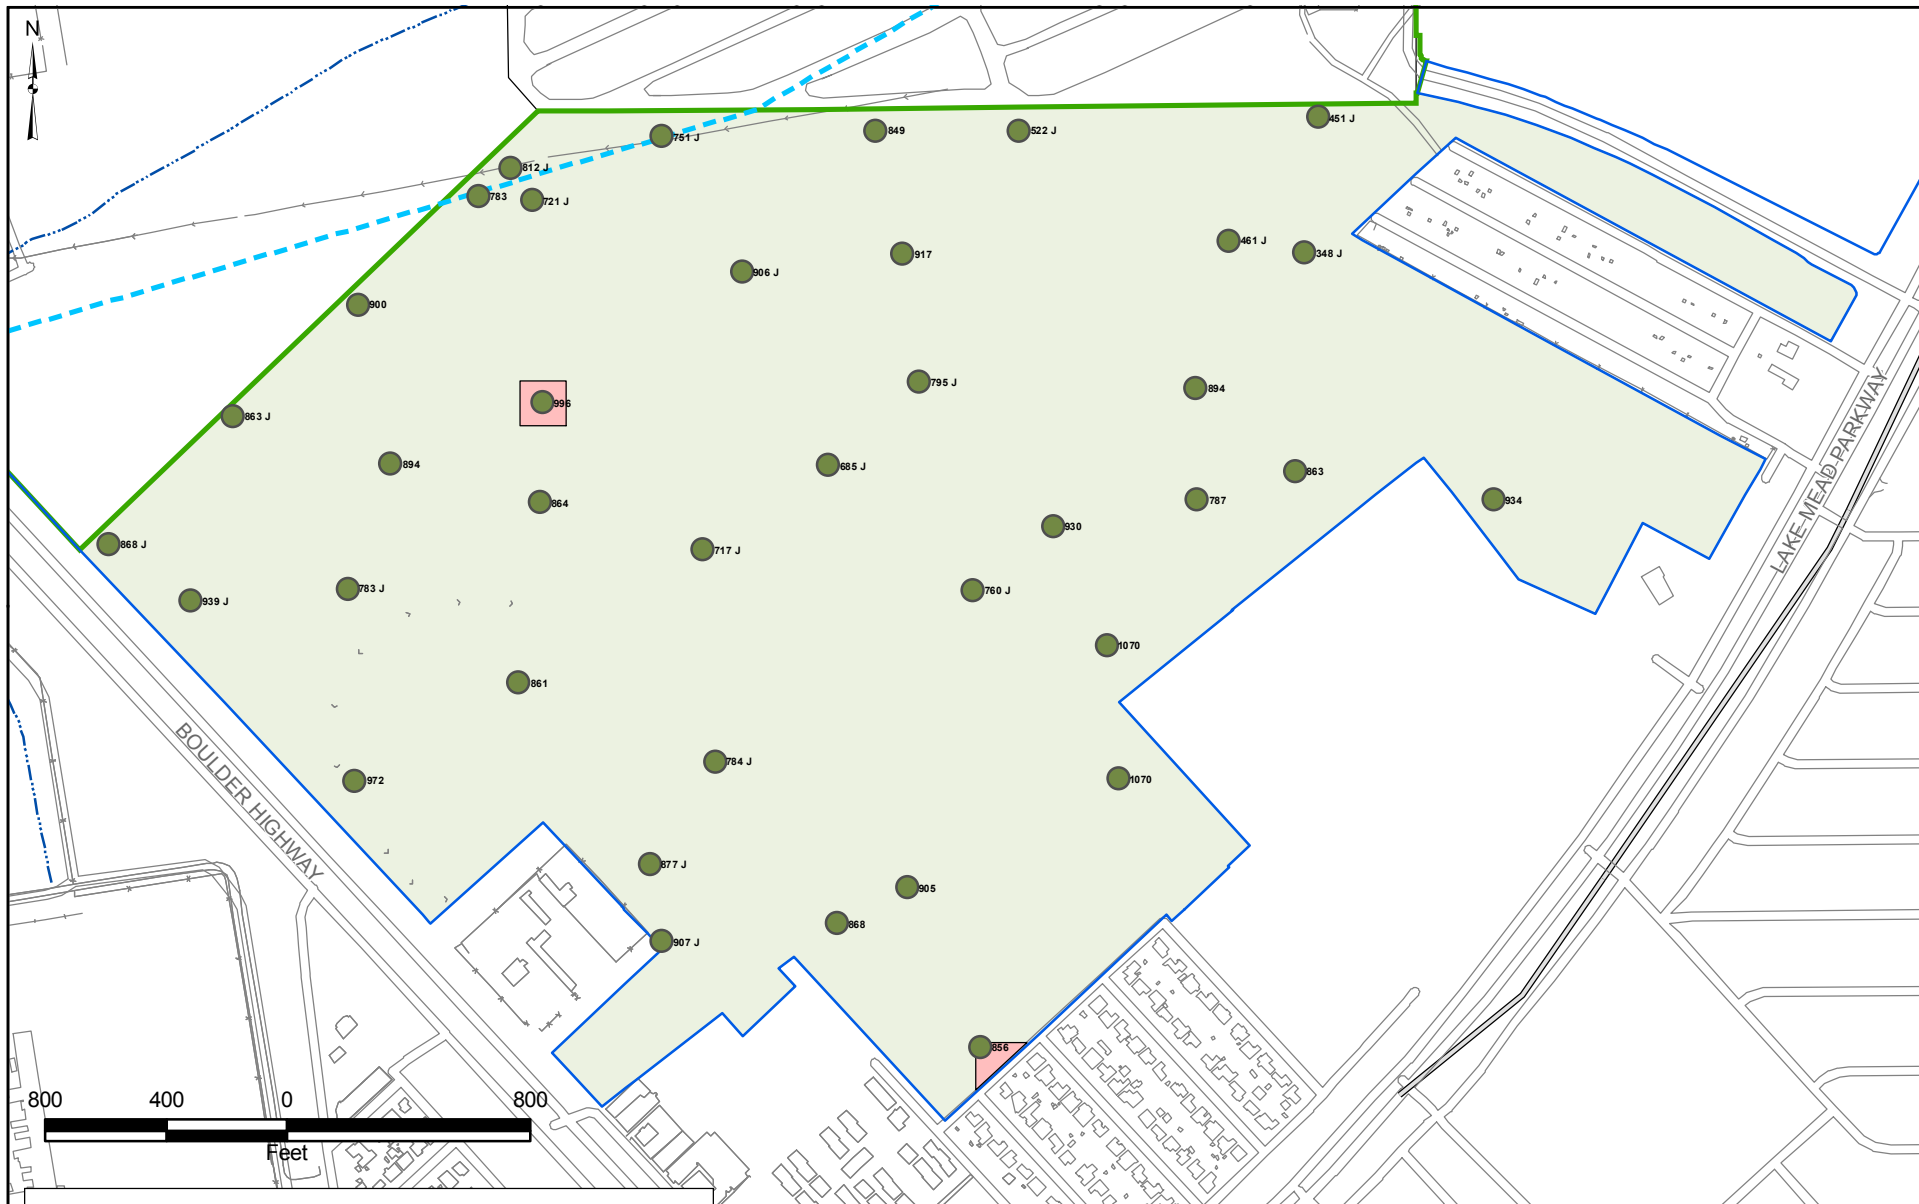 N
451 J
751 J
849
522 J
812 J
783
721 J
461 J
348 J
917
906 J
900
795 J
894
996
863 J
894
685 J
863
864
787
934
930
868 J
717 J
783 J
760 J
939 J
1070
861
784 J
972
1070
877 J
905
868
907 J
856
LAKE MEAD PARKWAY
BOULDER HIGHWAY
800 400 0 800
Feet